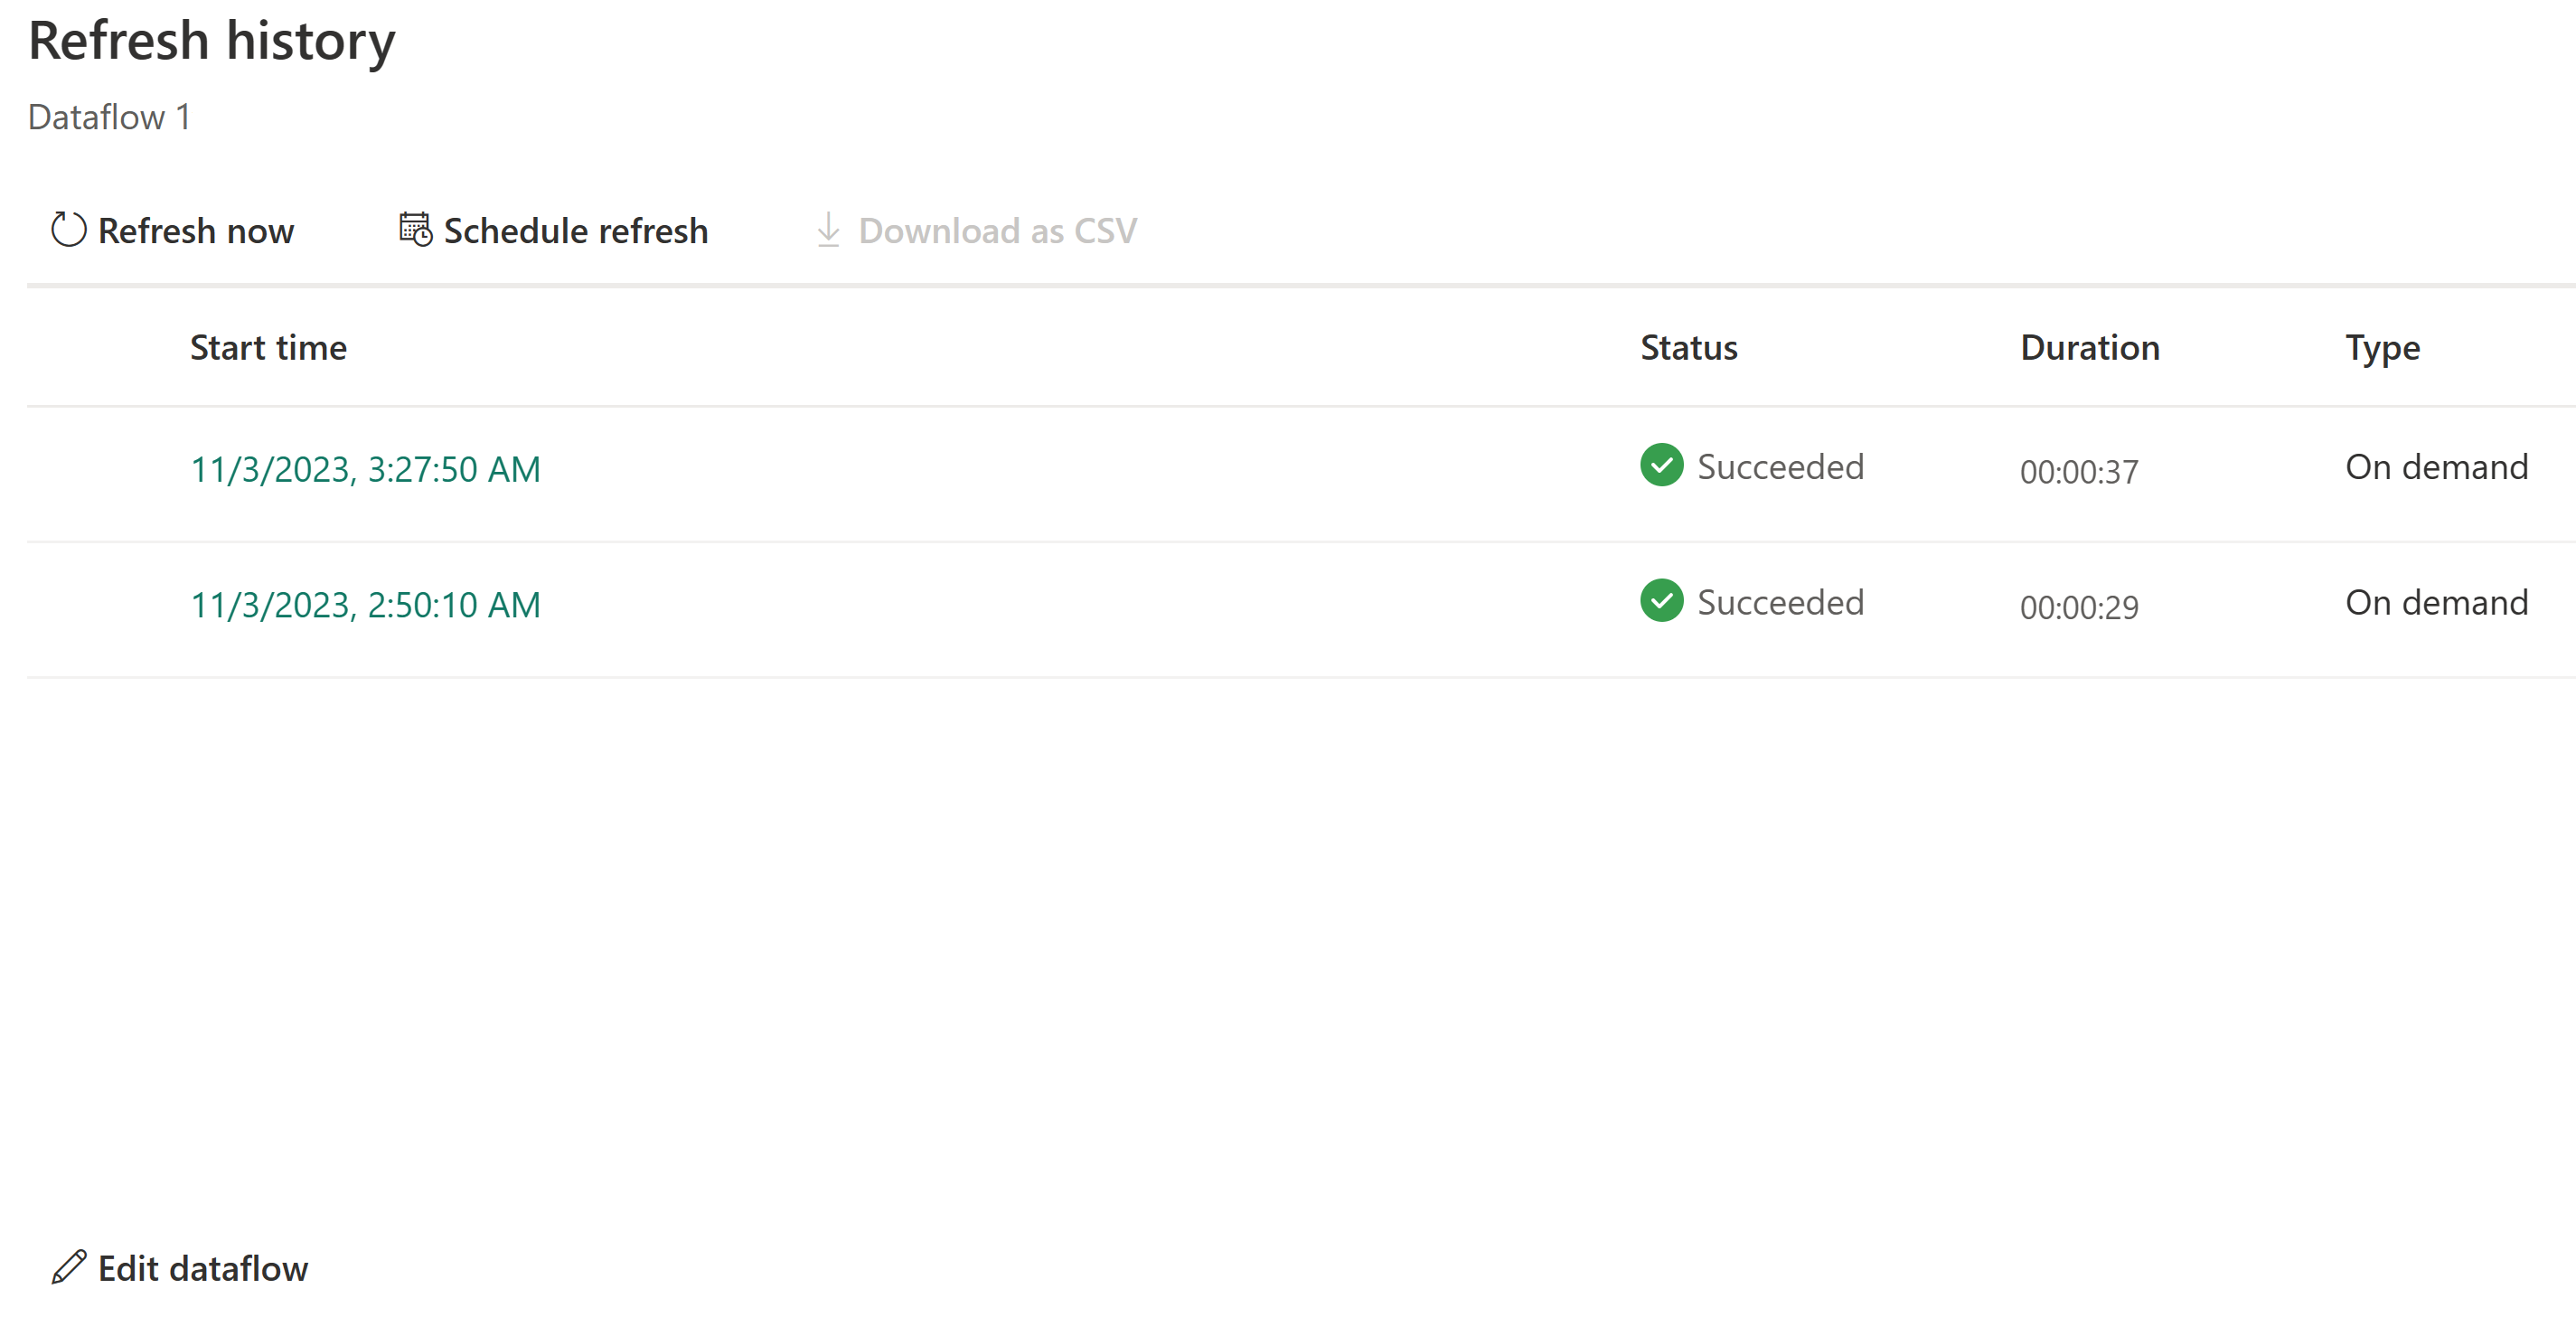 Refresh history
Dataflow 1
Refresh now Schedule refresh Download as CSV
Start time Status Duration Type
11/3/2023, 3:27:50 AM Succeeded 00:00:37 On demand
11/3/2023, 2:50:10 AM Succeeded 00:00:29 On demand
Edit dataflow